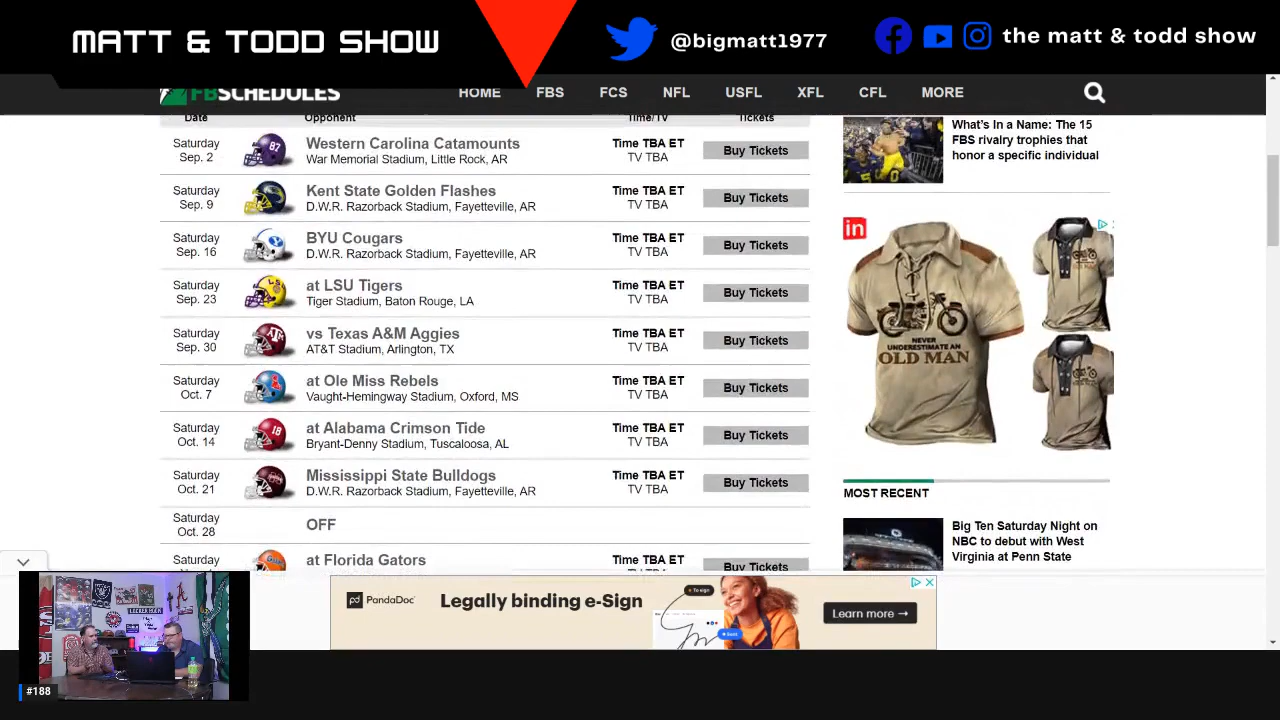 MATT & TODD SHOW
@bigmatt1977
the matt & todd show
FBSCHEDULES
HOME FBS FCS NFL USFL XFL CFL MORE
Date Opponent Time/TV Tickets
Saturday Sep. 2
Western Carolina Catamounts
War Memorial Stadium, Little Rock, AR
Time TBA ET
TV TBA
Buy Tickets
Saturday Sep. 9
Kent State Golden Flashes
D.W.R. Razorback Stadium, Fayetteville, AR
Time TBA ET
TV TBA
Buy Tickets
Saturday Sep. 16
BYU Cougars
D.W.R. Razorback Stadium, Fayetteville, AR
Time TBA ET
TV TBA
Buy Tickets
Saturday Sep. 23
at LSU Tigers
Tiger Stadium, Baton Rouge, LA
Time TBA ET
TV TBA
Buy Tickets
Saturday Sep. 30
vs Texas A&M Aggies
AT&T Stadium, Arlington, TX
Time TBA ET
TV TBA
Buy Tickets
Saturday Oct. 7
at Ole Miss Rebels
Vaught-Hemingway Stadium, Oxford, MS
Time TBA ET
TV TBA
Buy Tickets
Saturday Oct. 14
at Alabama Crimson Tide
Bryant-Denny Stadium, Tuscaloosa, AL
Time TBA ET
TV TBA
Buy Tickets
Saturday Oct. 21
Mississippi State Bulldogs
D.W.R. Razorback Stadium, Fayetteville, AR
Time TBA ET
TV TBA
Buy Tickets
Saturday Oct. 28
OFF
Saturday
at Florida Gators
Time TBA ET
Buy Tickets
What's In a Name: The 15
FBS rivalry trophies that
honor a specific individual
in
NEVER
UNDERESTIMATE AN
OLD MAN
MOST RECENT
Big Ten Saturday Night on
NBC to debut with West
Virginia at Penn State
PandaDoc
Legally binding e-Sign
Learn more →
#188